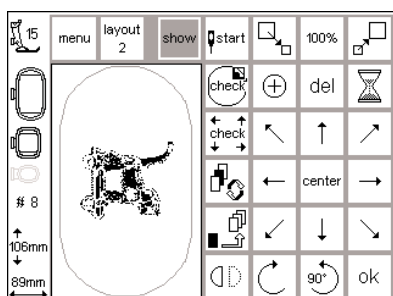 15 menu layout show start 100%
2
check del
check
center
# 8
106mm
89mm 90° ok